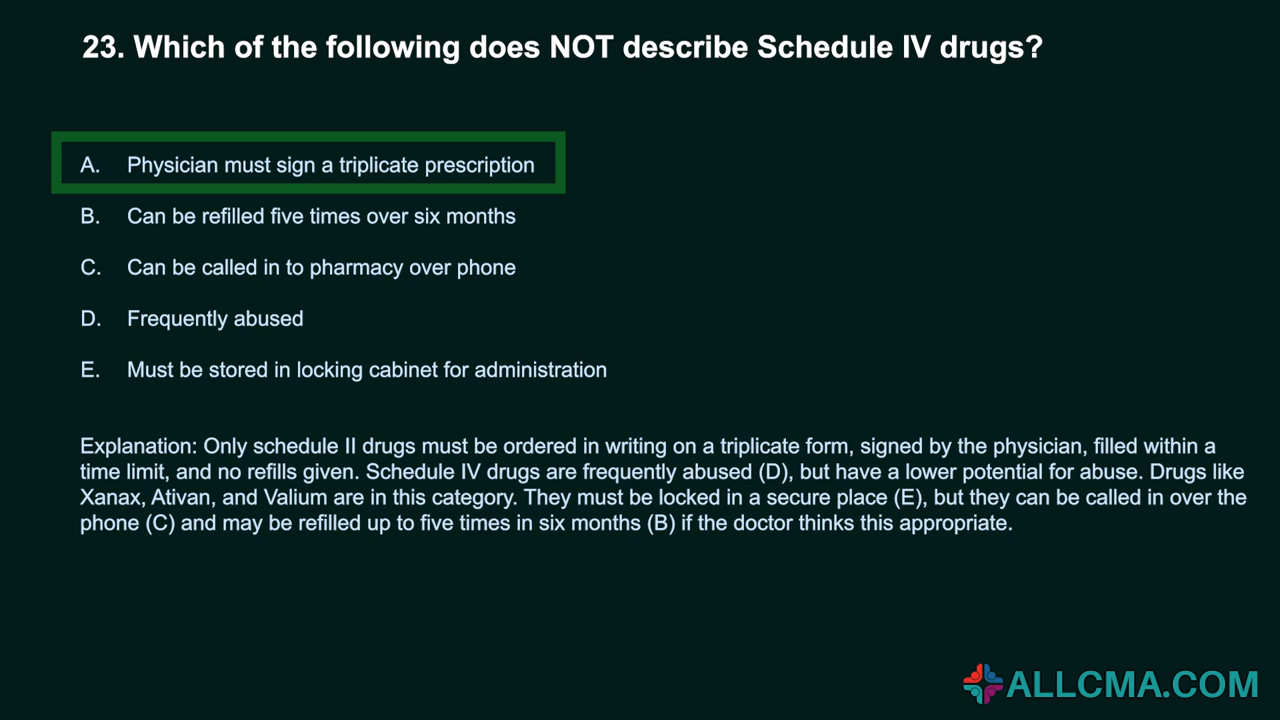 23. Which of the following does NOT describe Schedule IV drugs?
A. Physician must sign a triplicate prescription
B. Can be refilled five times over six months
C. Can be called in to pharmacy over phone
D. Frequently abused
E. Must be stored in locking cabinet for administration
Explanation: Only schedule II drugs must be ordered in writing on a triplicate form, signed by the physician, filled within a
time limit, and no refills given. Schedule IV drugs are frequently abused (D), but have a lower potential for abuse. Drugs like
Xanax, Ativan, and Valium are in this category. They must be locked in a secure place (E), but they can be called in over the
phone (C) and may be refilled up to five times in six months (B) if the doctor thinks this appropriate.
ALLCMA.COM